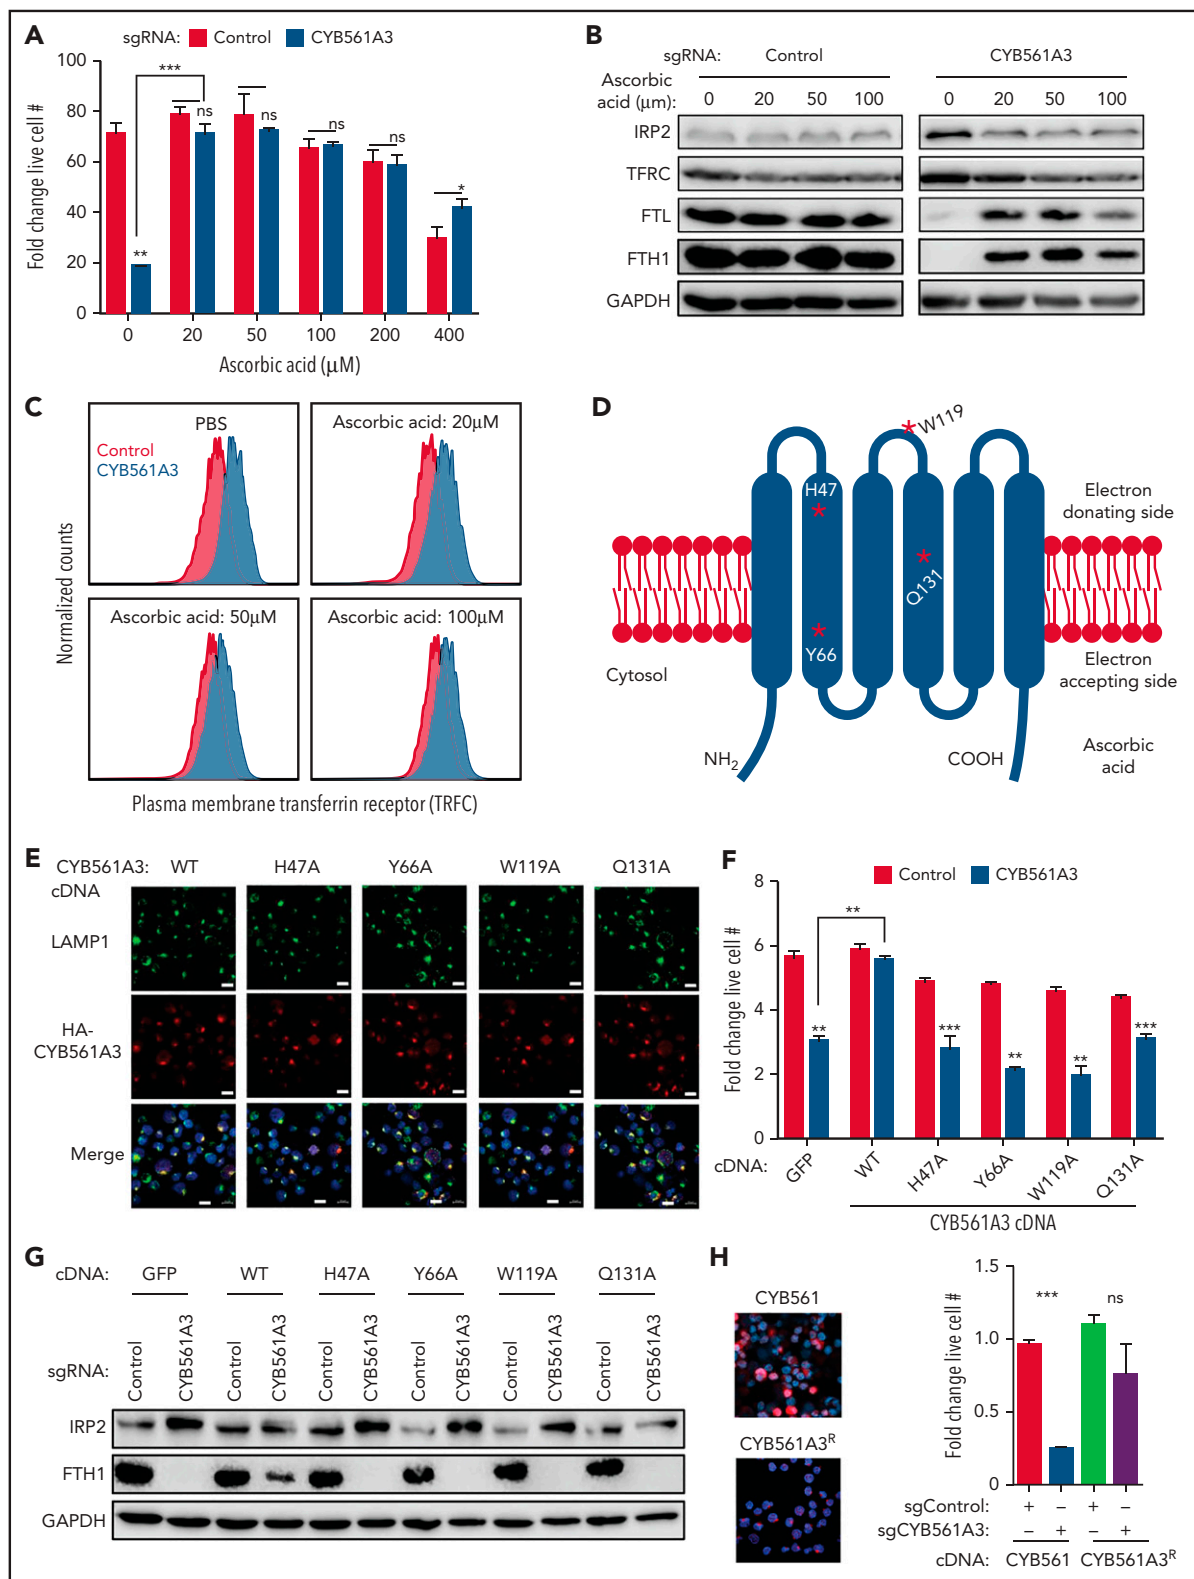 A
sgRNA: Control CYB561A3
Fold change live cell #
100
80
60
40
20
0
***
**
ns
ns
ns
ns
*
0 20 50 100 200 400
Ascorbic acid (μM)
B
sgRNA: Control CYB561A3
Ascorbic
acid (μm): 0 20 50 100 0 20 50 100
IRP2
TFRC
FTL
FTH1
GAPDH
C
Normalized counts
PBS
Control
CYB561A3
Ascorbic acid: 20μM
Ascorbic acid: 50μM
Ascorbic acid: 100μM
Plasma membrane transferrin receptor (TRFC)
D
*W119
H47
*
*
Q131
*
Y66
Electron
donating side
Cytosol
Electron
accepting side
NH2
COOH
Ascorbic
acid
E
CYB561A3: WT H47A Y66A W119A Q131A
cDNA
LAMP1
HA-
CYB561A3
Merge
F
Control CYB561A3
Fold change live cell #
8
6
4
2
0
**
**
***
**
**
***
cDNA: GFP WT H47A Y66A W119A Q131A
CYB561A3 cDNA
G
cDNA: GFP WT H47A Y66A W119A Q131A
sgRNA: Control CYB561A3 Control CYB561A3 Control CYB561A3 Control CYB561A3 Control CYB561A3 Control CYB561A3
IRP2
FTH1
GAPDH
H
CYB561
CYB561A3R
Fold change live cell #
1.5
1.0
0.5
0
***
ns
sgControl: + – + –
sgCYB561A3: – + – +
cDNA: CYB561 CYB561A3R